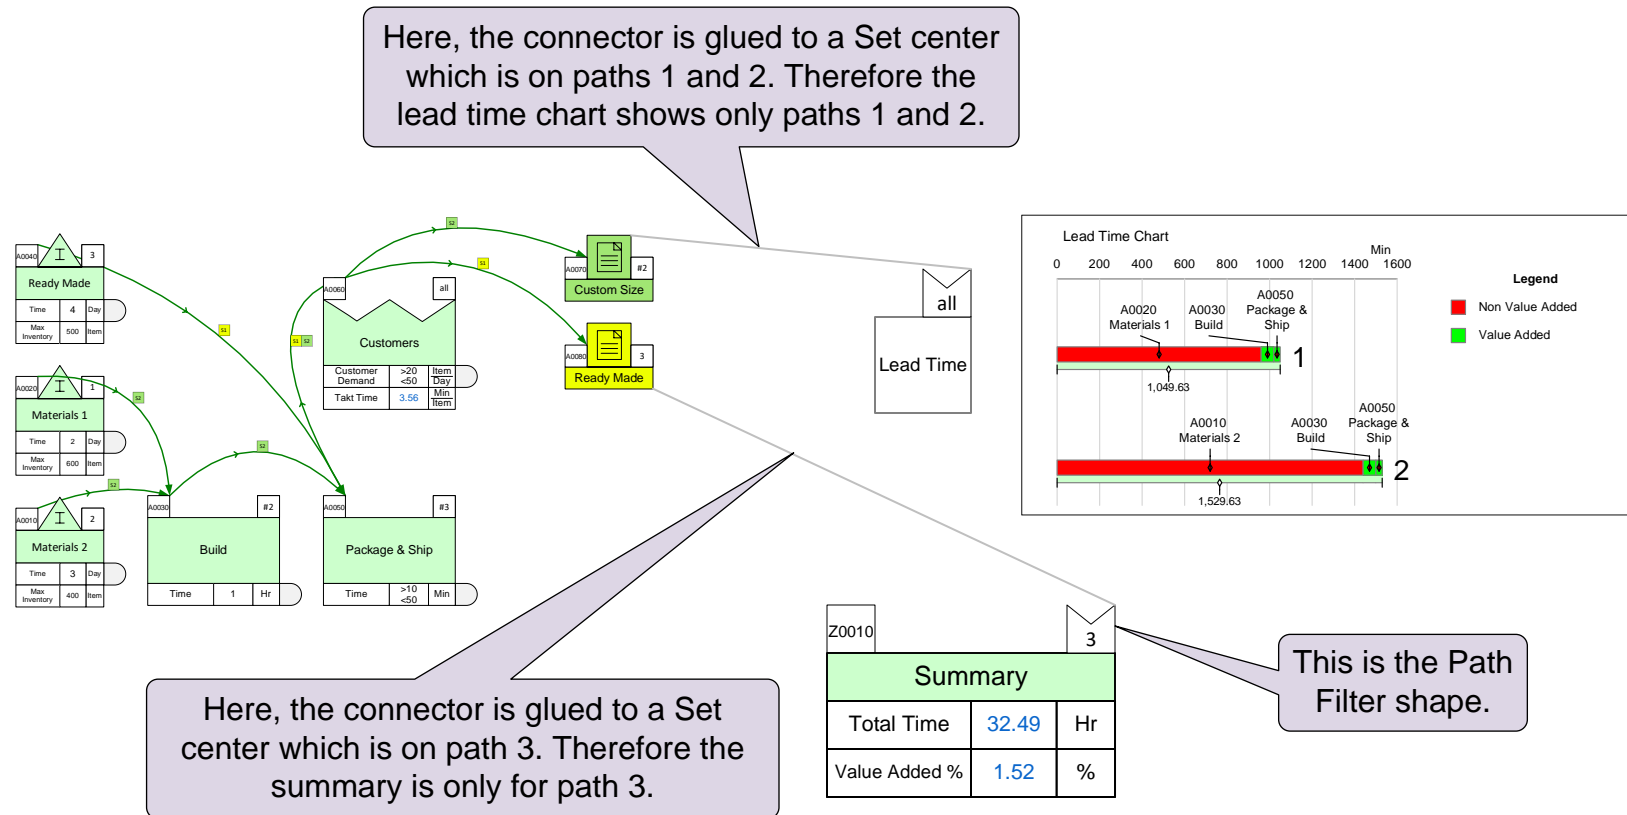 Here, the connector is glued to a Set center
which is on paths 1 and 2. Therefore the
lead time chart shows only paths 1 and 2.
A0040
I
3
Ready Made
Time 4 Day
Max Inventory 500 Item
S1
A0020
I
1
Materials 1
Time 2 Day
Max Inventory 600 Item
S2
A0010
I
2
Materials 2
Time 3 Day
Max Inventory 400 Item
S2
A0030
#2
Build
Time 1 Hr
S2
A0050
#3
Package & Ship
Time >10 <50 Min
S1 S2
A0060
all
Customers
Customer Demand >20 <50 Item Day
Takt Time 3.56 Min Item
S2
S1
A0070
#2
Custom Size
A0080
3
Ready Made
all
Lead Time
Lead Time Chart
Min
0 200 400 600 800 1000 1200 1400 1600
A0020
Materials 1
A0030
Build
A0050
Package &
Ship
1
1,049.63
A0010
Materials 2
A0030
Build
A0050
Package &
Ship
2
1,529.63
Legend
Non Value Added
Value Added
Here, the connector is glued to a Set
center which is on path 3. Therefore the
summary is only for path 3.
Z0010
3
Summary
Total Time 32.49 Hr
Value Added % 1.52 %
This is the Path
Filter shape.